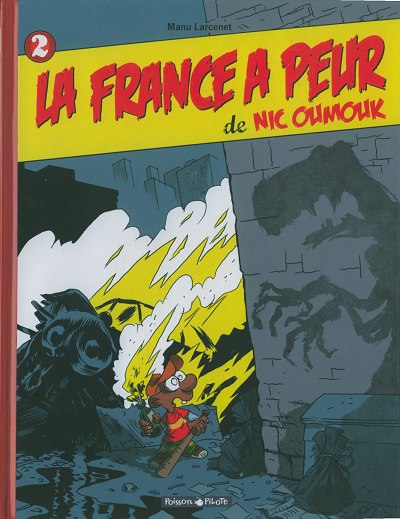 Manu Larcenet
2
LA FRANCE A PEUR
de NIC OUMOUK
POISSON PILOTE